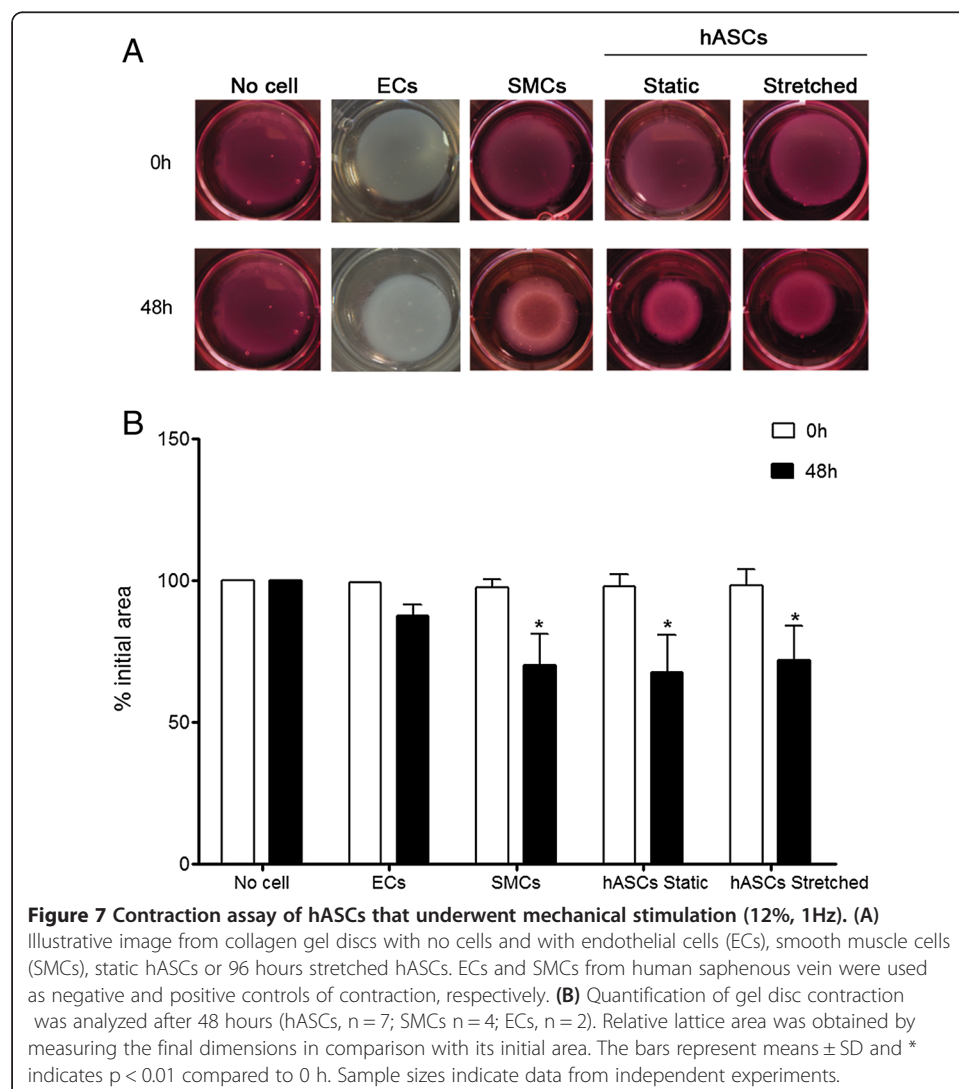 A
hASCs
No cell ECs SMCs Static Stretched
0h
48h
B
150
100
50
0
% initial area
0h
48h
* * *
No cell ECs SMCs hASCs Static hASCs Stretched
Figure 7 Contraction assay of hASCs that underwent mechanical stimulation (12%, 1Hz). (A)
Illustrative image from collagen gel discs with no cells and with endothelial cells (ECs), smooth muscle cells
(SMCs), static hASCs or 96 hours stretched hASCs. ECs and SMCs from human saphenous vein were used
as negative and positive controls of contraction, respectively. (B) Quantification of gel disc contraction
was analyzed after 48 hours (hASCs, n = 7; SMCs n = 4; ECs, n = 2). Relative lattice area was obtained by
measuring the final dimensions in comparison with its initial area. The bars represent means ± SD and *
indicates p < 0.01 compared to 0 h. Sample sizes indicate data from independent experiments.